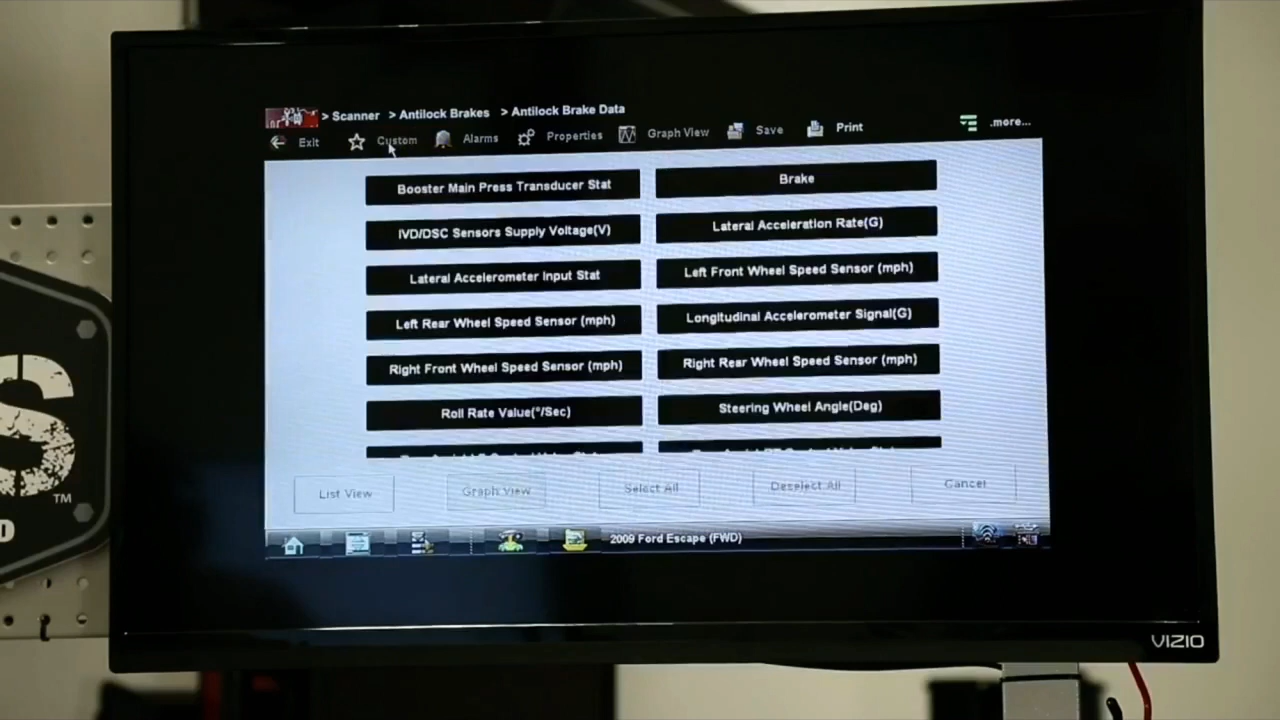 > Scanner > Antilock Brakes > Antilock Brake Data
Exit Custom Alarms Properties Graph View Save Print .more...
Booster Main Press Transducer Stat Brake
IVD/DSC Sensors Supply Voltage(V) Lateral Acceleration Rate(G)
Lateral Accelerometer Input Stat Left Front Wheel Speed Sensor (mph)
Left Rear Wheel Speed Sensor (mph) Longitudinal Accelerometer Signal(G)
Right Front Wheel Speed Sensor (mph) Right Rear Wheel Speed Sensor (mph)
Roll Rate Value(°/Sec) Steering Wheel Angle(Deg)
List View Graph View Select All Deselect All Cancel
2009 Ford Escape (FWD)
VIZIO
S
TM
D